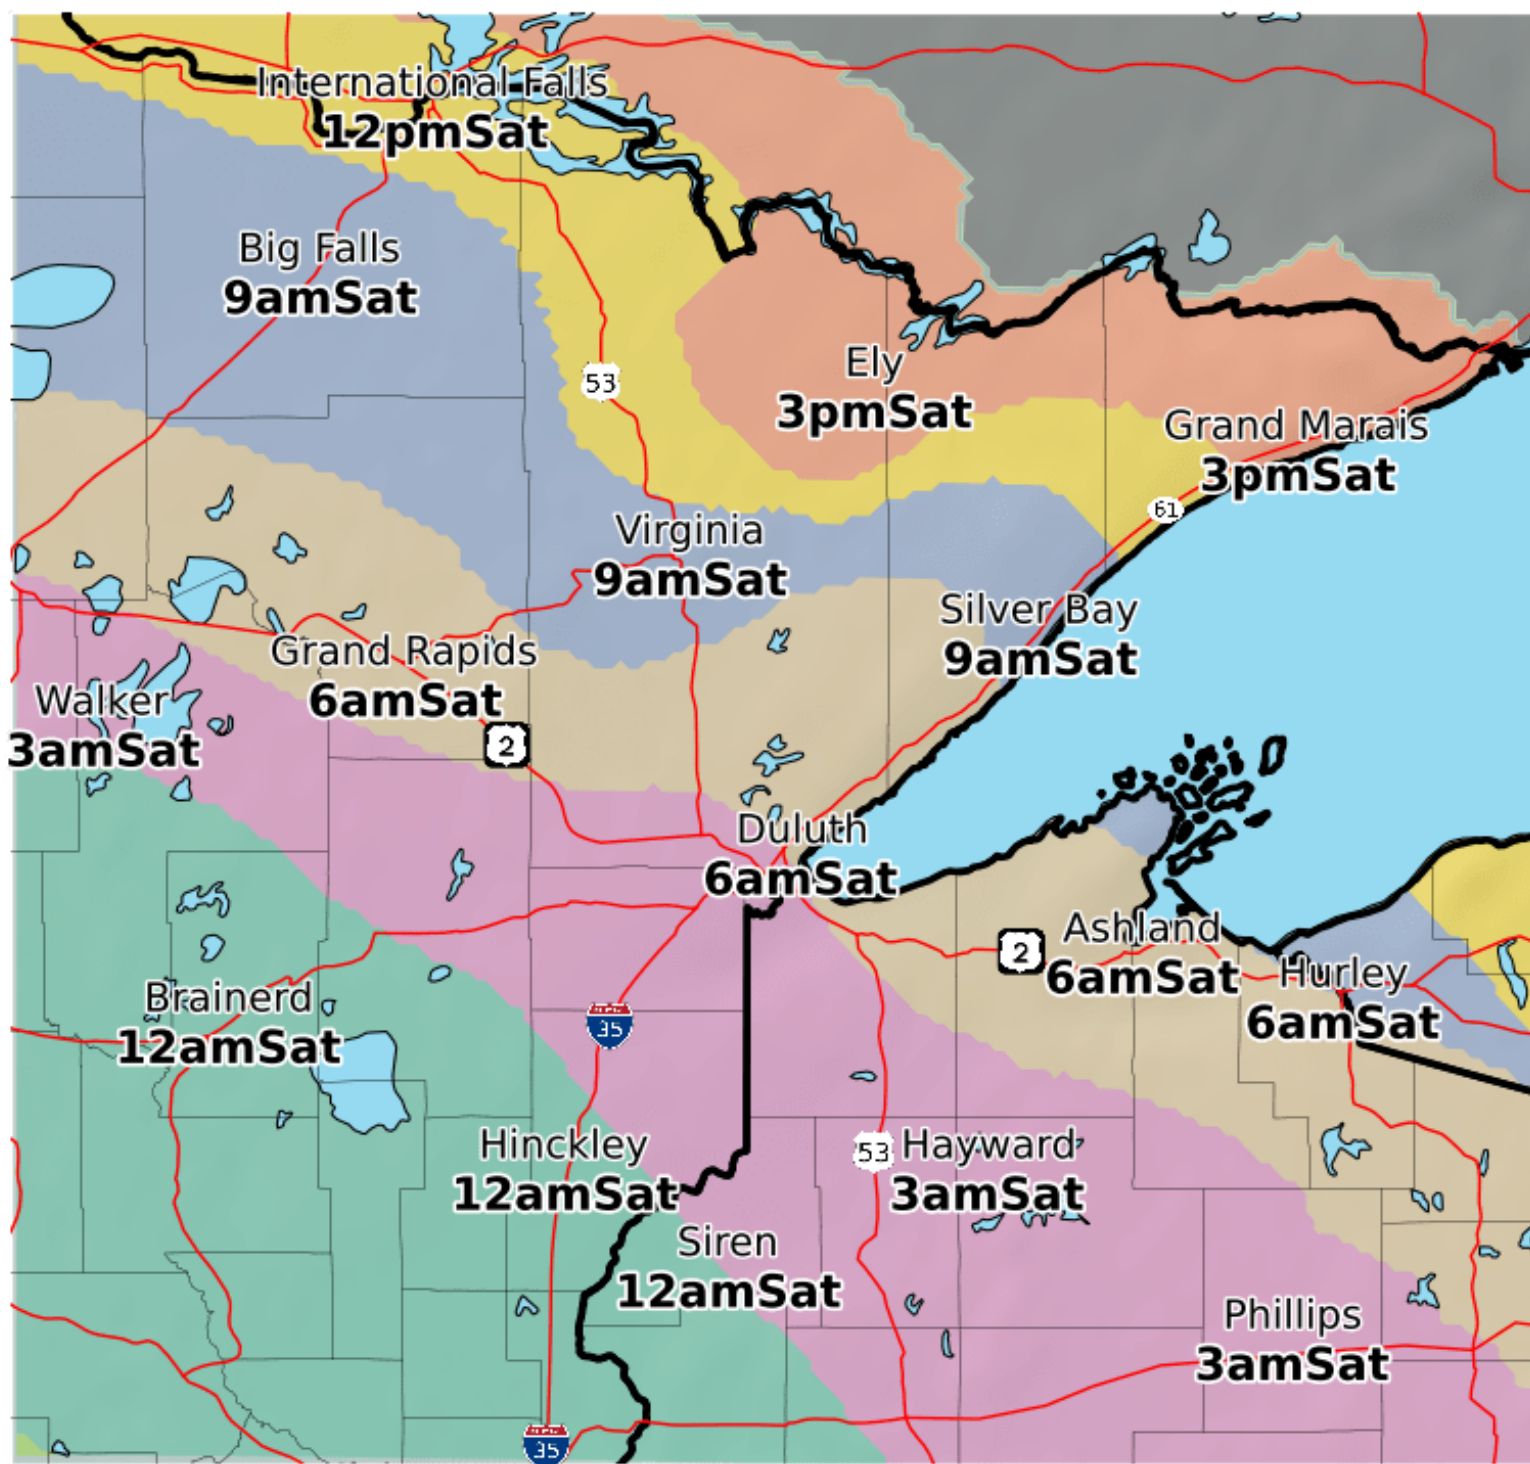 International Falls
12pmSat
Big Falls
9amSat
53
Ely
3pmSat
Grand Marais
3pmSat
61
Virginia
9amSat
Silver Bay
9amSat
Grand Rapids
6amSat
Walker
3amSat
2
Duluth
6amSat
Ashland
6amSat
2
Hurley
6amSat
Brainerd
12amSat
35
Hinckley
12amSat
53
Hayward
3amSat
Siren
12amSat
Phillips
3amSat
35